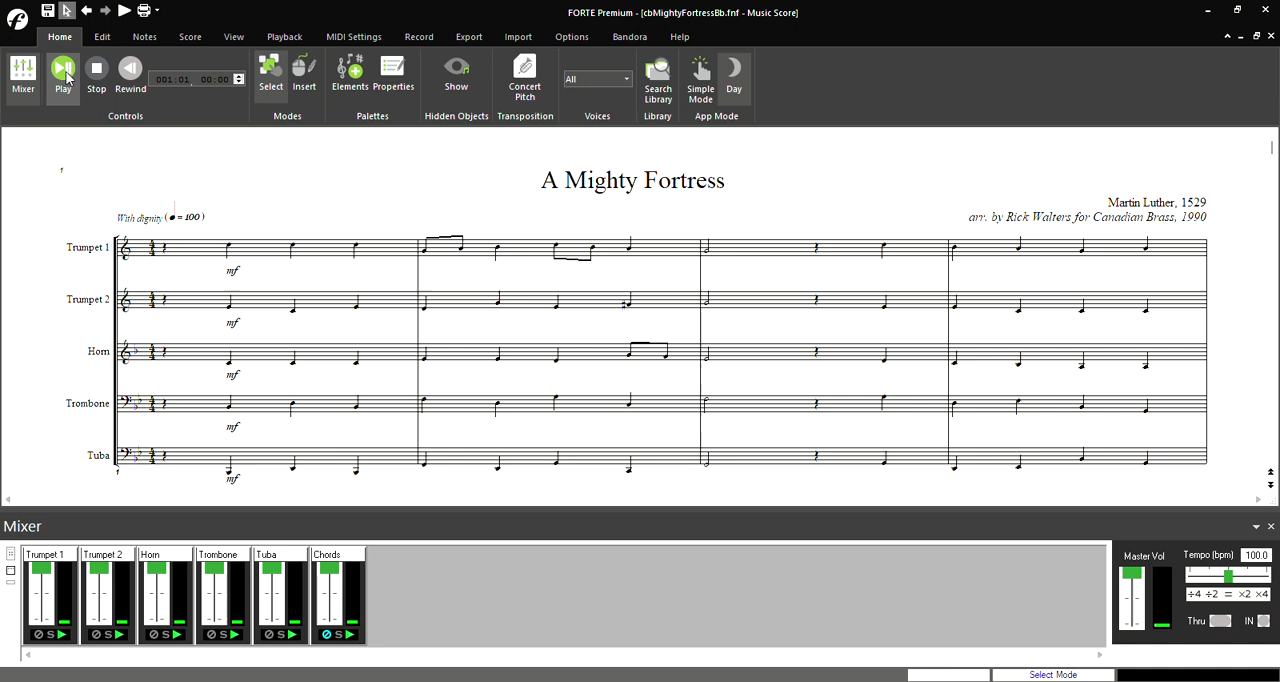 FORTE Premium - [cbMightyFortressBb.fnf - Music Score]
Home Edit Notes Score View Playback MIDI Settings Record Export Import Options Bandora Help
Mixer Play Stop Rewind 001:01, 00:00 Select Insert Elements Properties Show Concert Pitch All Search Library Simple Mode Day
Controls Modes Palettes Hidden Objects Transposition Voices Library App Mode
1
A Mighty Fortress
Martin Luther, 1529
With dignity (♩= 100) arr. by Rick Walters for Canadian Brass, 1990
Trumpet 1
mf
Trumpet 2
mf
Horn
mf
Trombone
mf
Tuba
1
mf
Mixer
Trumpet 1 Trumpet 2 Horn Trombone Tuba Chords
S S S S S S
Master Vol Tempo (bpm) 100.0
÷4 ÷2 = ×2 ×4
Thru IN
Select Mode